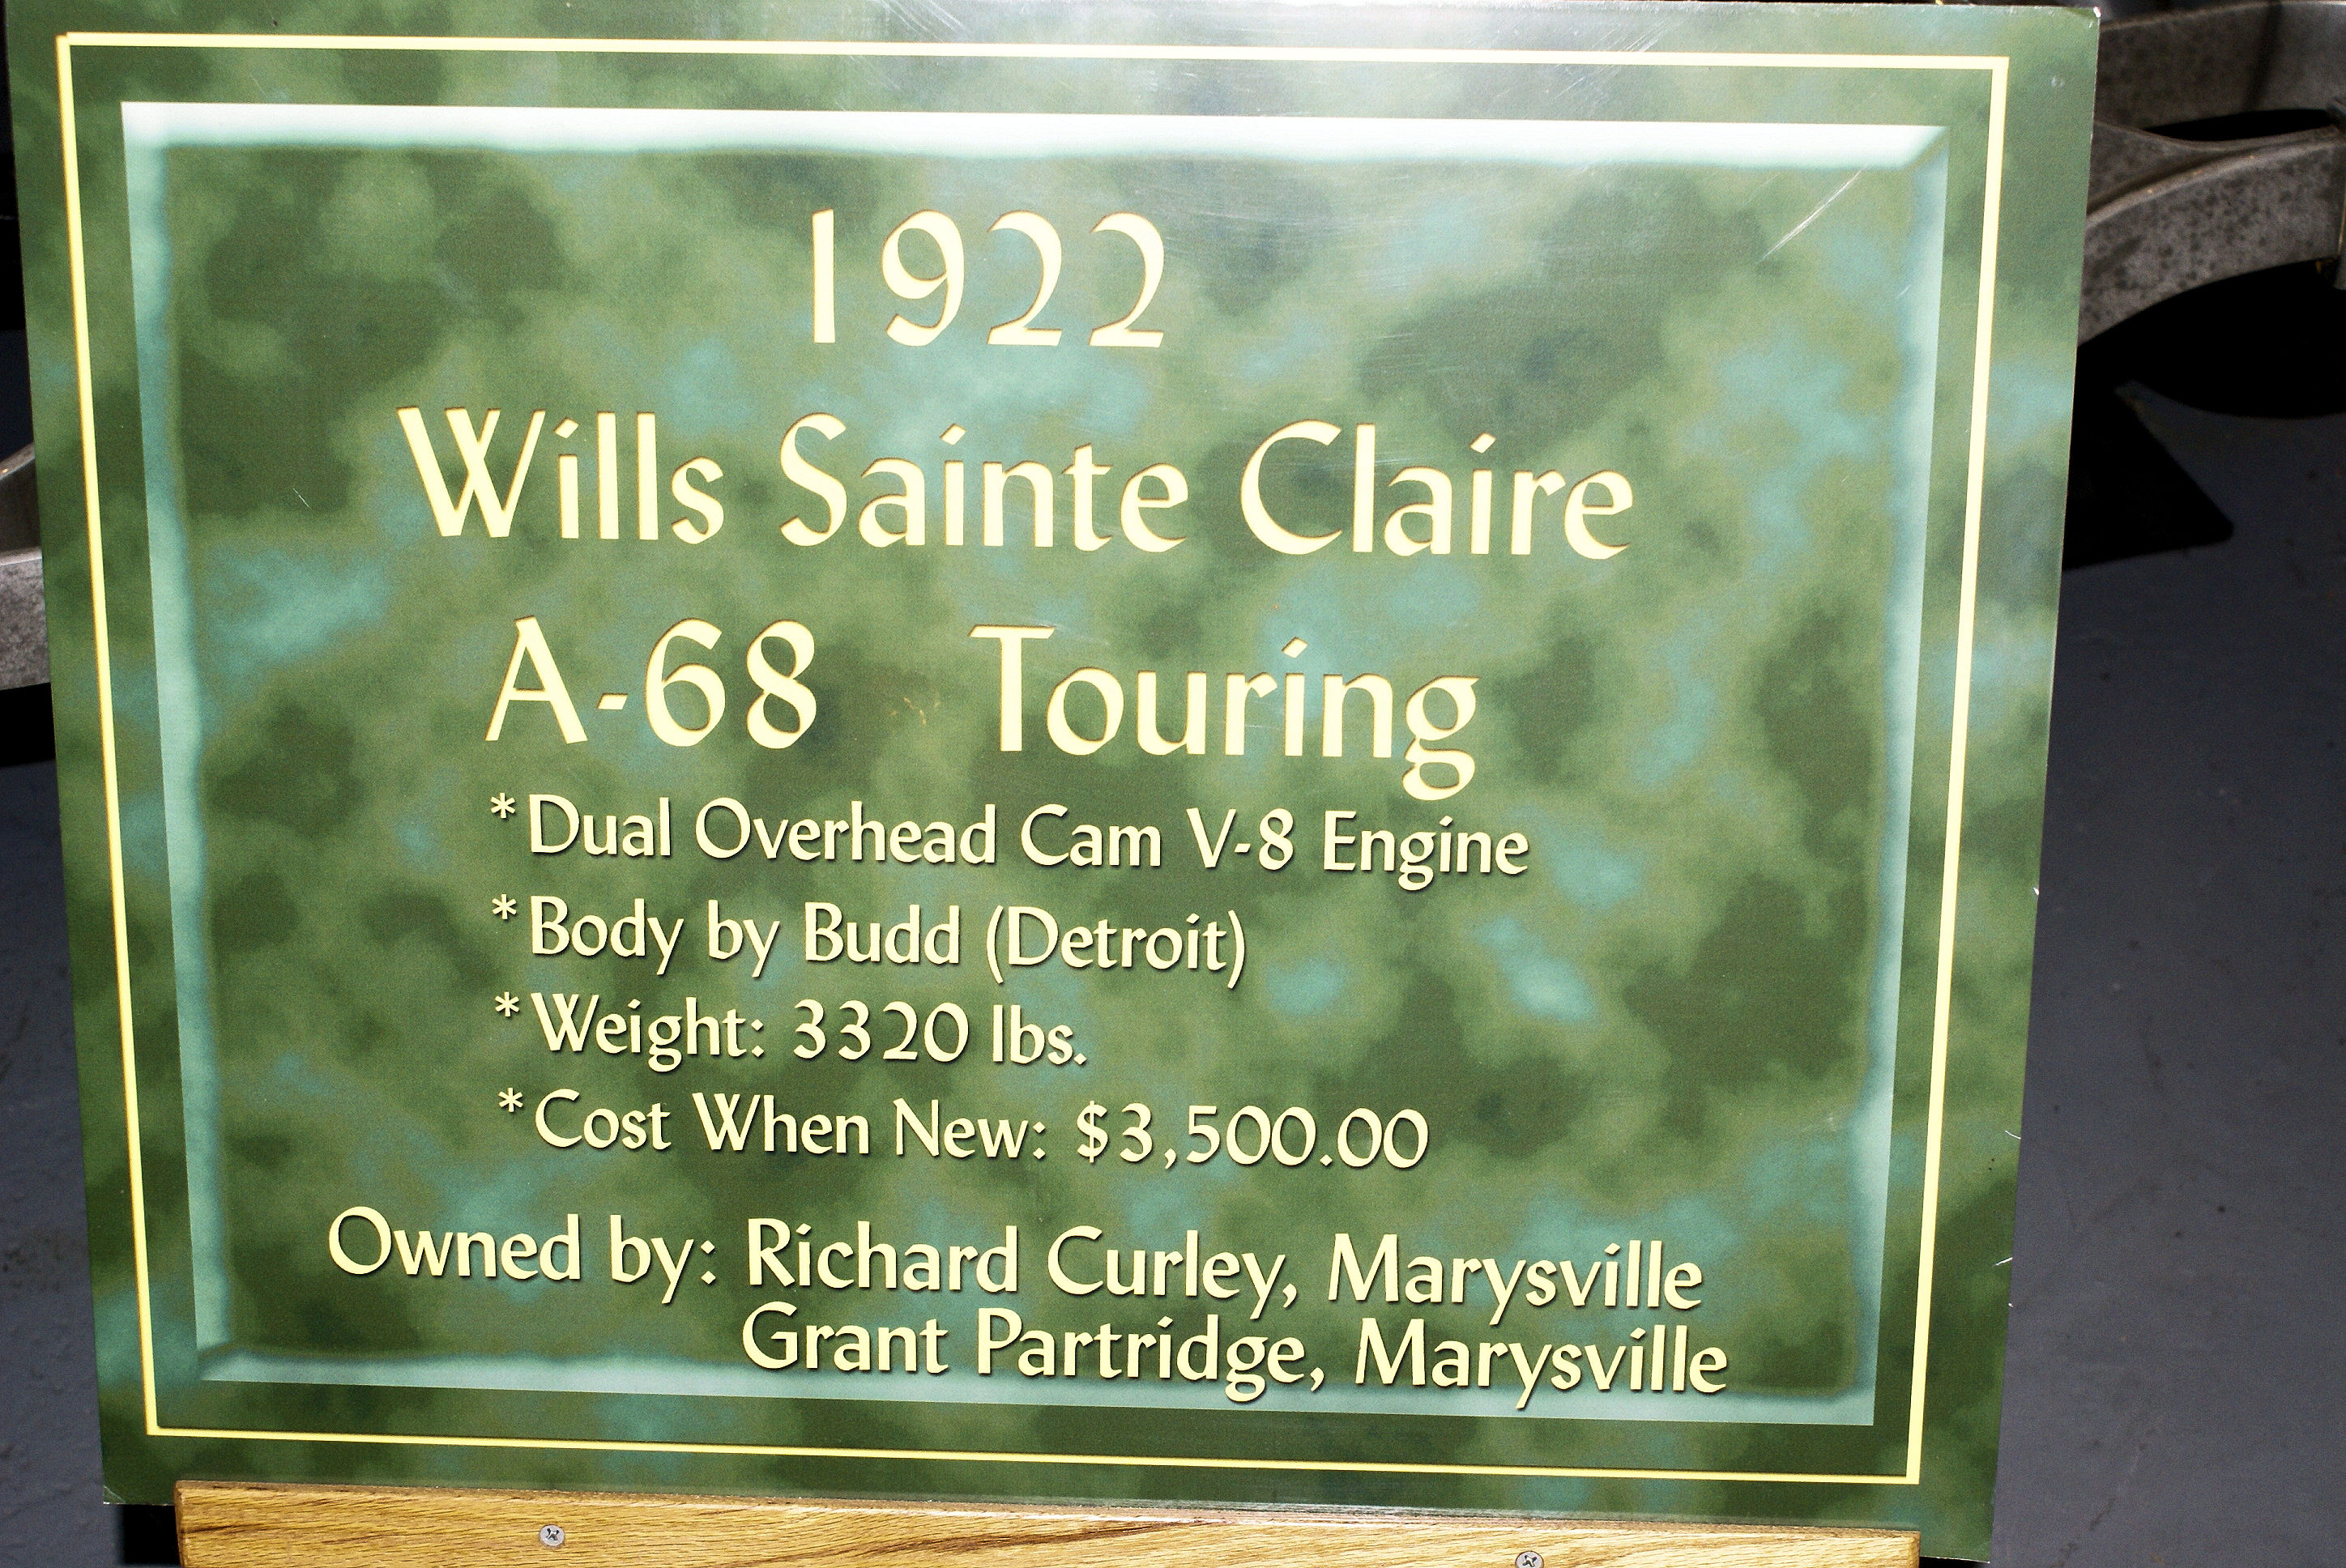 1922
Wills Sainte Claire
A-68 Touring
*Dual Overhead Cam V-8 Engine
*Body by Budd (Detroit)
*Weight: 3320 lbs.
*Cost When New: $3,500.00
Owned by: Richard Curley, Marysville
Grant Partridge, Marysville